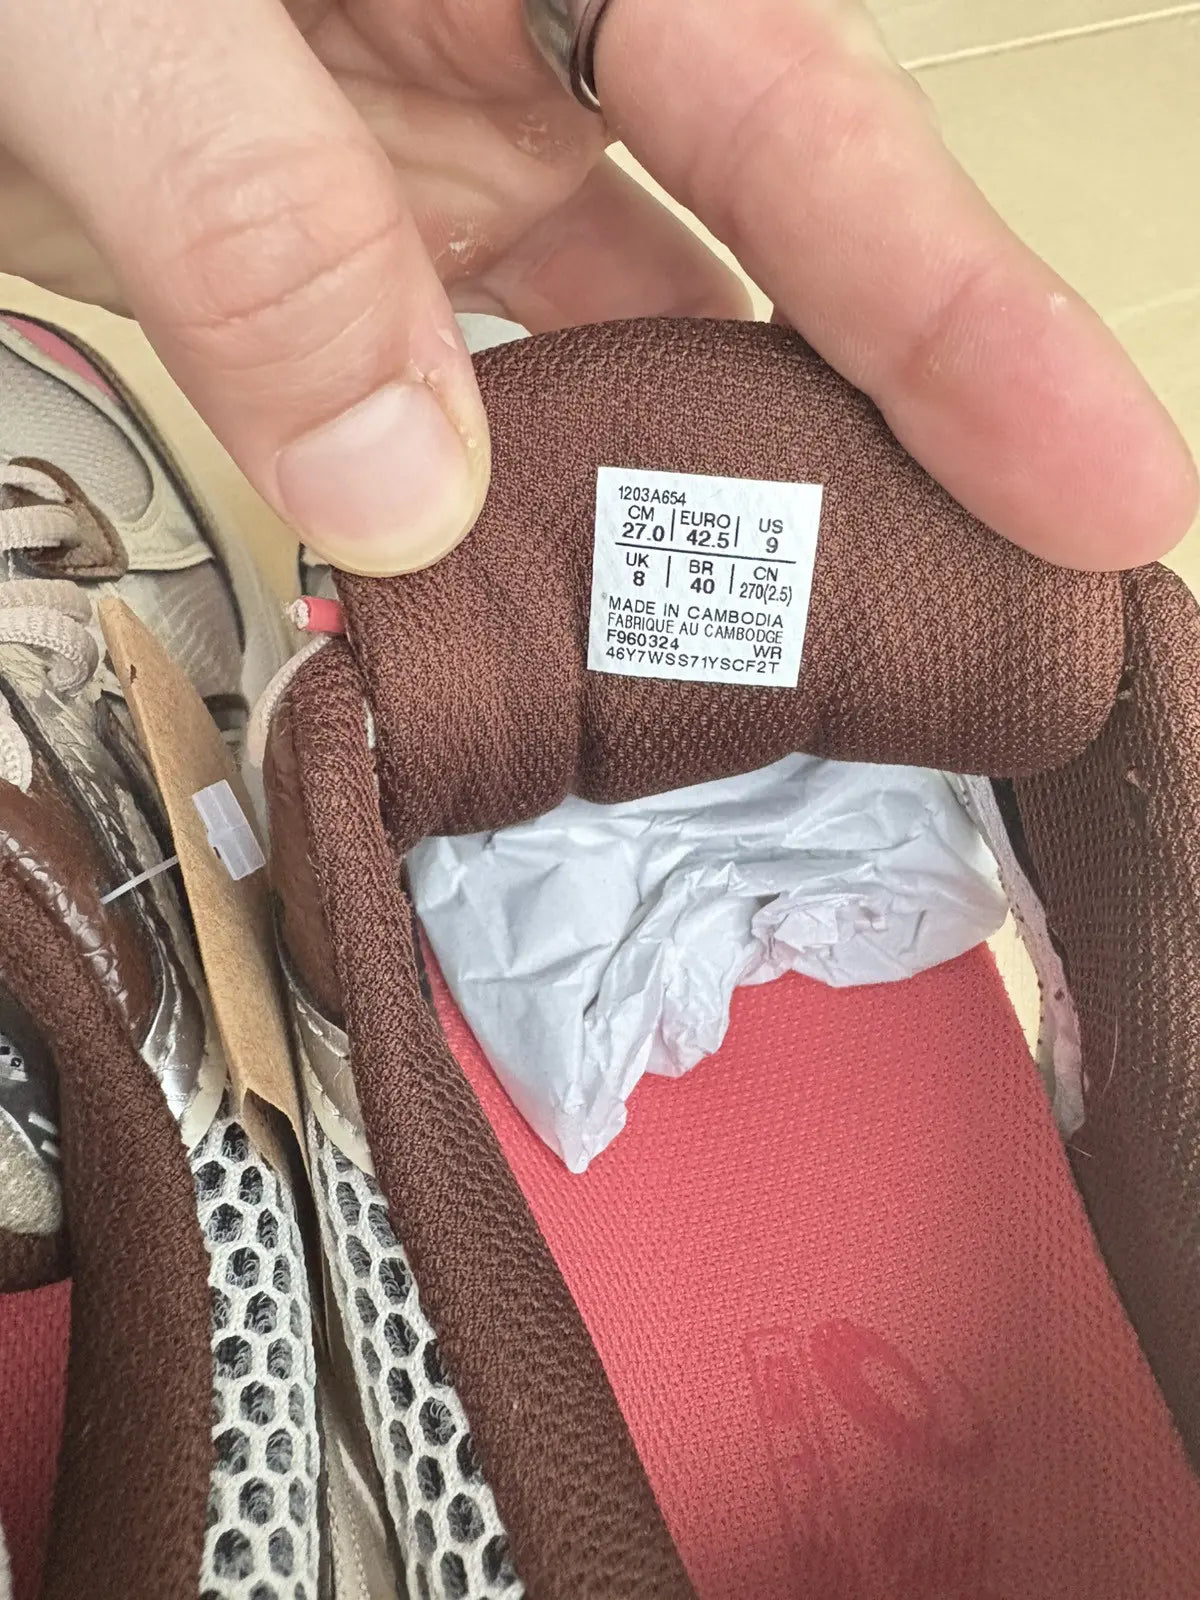 1203A654
CM EURO US
27.0 42.5 9
UK BR CN
8 40 270(2.5)
MADE IN CAMBODIA
FABRIQUE AU CAMBODGE
F960324 WR
46Y7WSS71YSCF2T